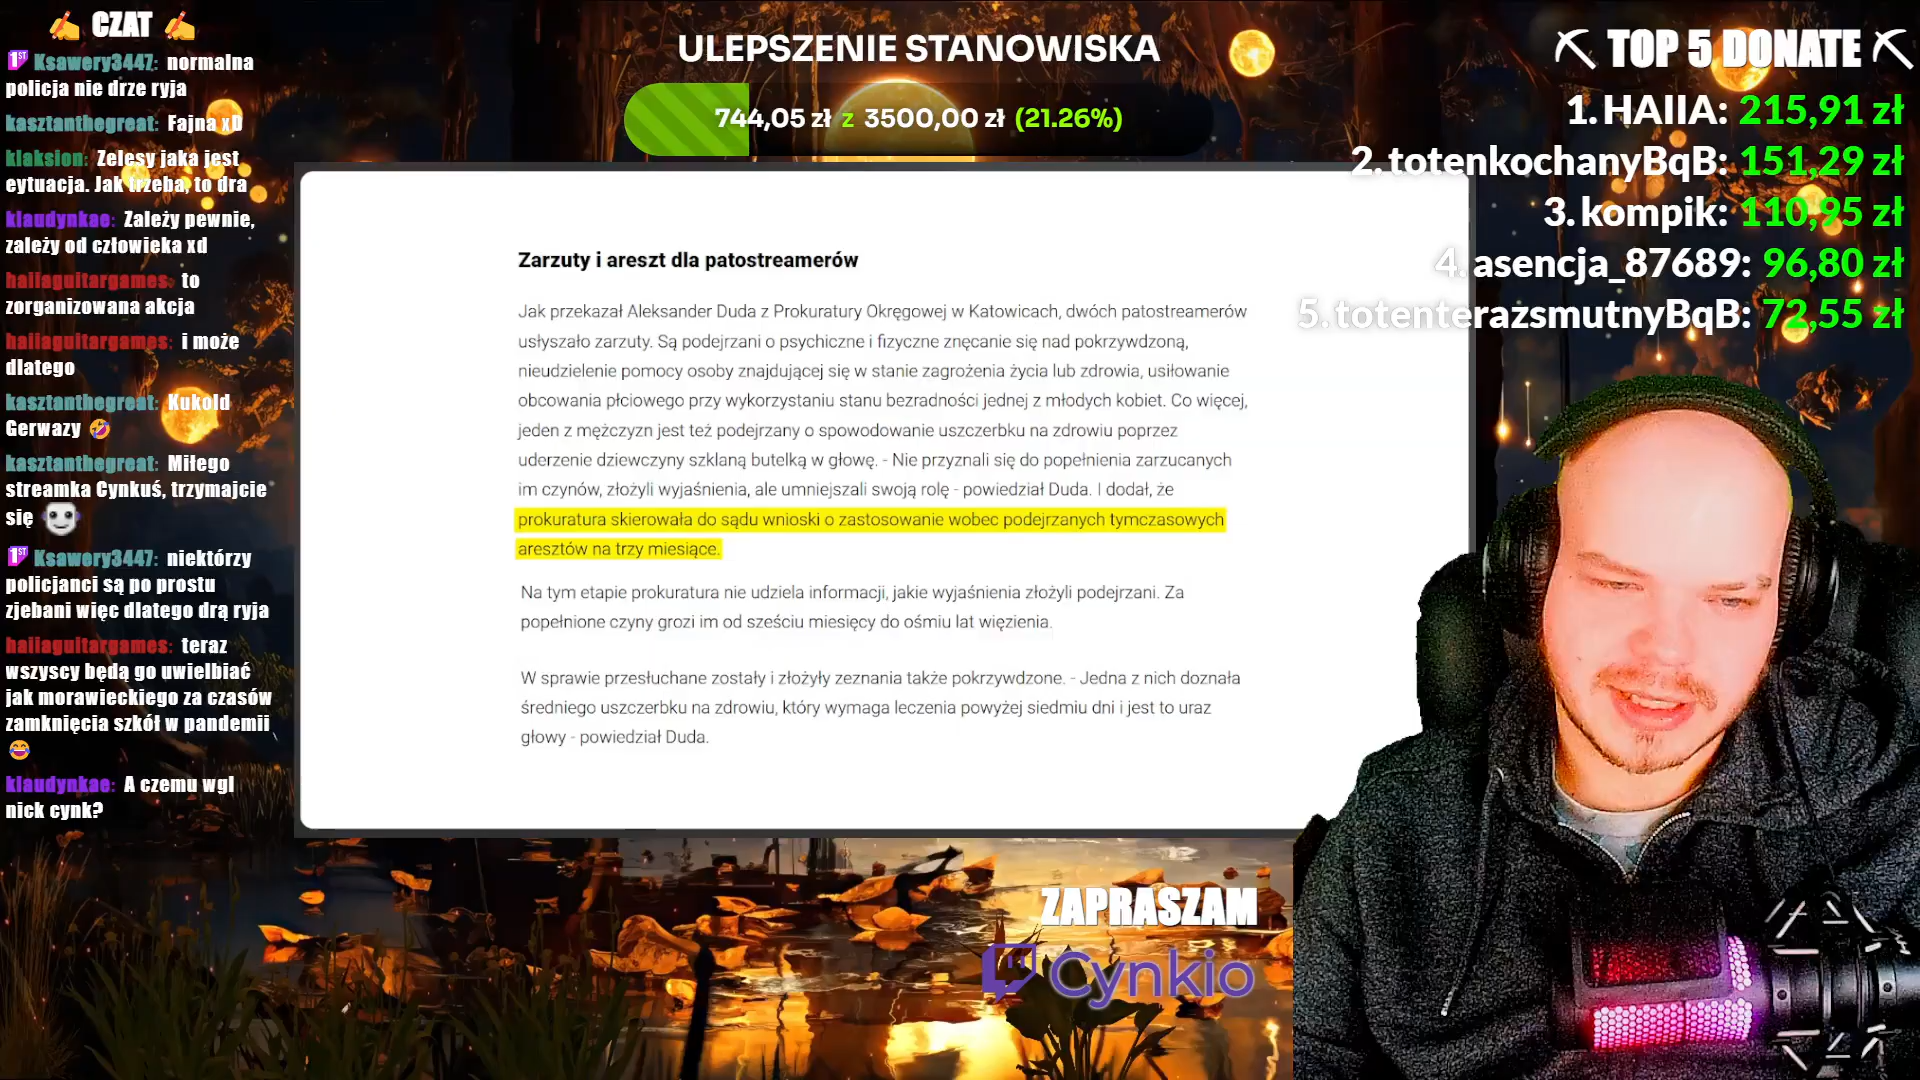 ✍ CZAT ✍
Ksawery3447: normalna
policja nie drze ryja
kasztanthegreat: Fajna xD
klaksion: Zelesy jaka jest
eytuacja. Jak trzeba, to dra
klaudynkae: Zależy pewnie,
zależy od człowieka xd
haiiaguitargames: to
zorganizowana akcja
haiiaguitargames: i może
dlatego
kasztanthegreat: Kukold
Gerwazy 🤣
kasztanthegreat: Miłego
streamka Cynkuś, trzymajcie
się
Ksawery3447: niektórzy
policjanci są po prostu
zjebani więc dlatego drą ryja
haiiaguitargames: teraz
wszyscy będą go uwielbiać
jak morawieckiego za czasów
zamknięcia szkół w pandemii
😂
klaudynkae: A czemu wgl
nick cynk?
ULEPSZENIE STANOWISKA
744,05 zł z 3500,00 zł (21.26%)
Zarzuty i areszt dla patostreamerów
Jak przekazał Aleksander Duda z Prokuratury Okręgowej w Katowicach, dwóch patostreamerów
usłyszało zarzuty. Są podejrzani o psychiczne i fizyczne znęcanie się nad pokrzywdzoną,
nieudzielenie pomocy osoby znajdującej się w stanie zagrożenia życia lub zdrowia, usiłowanie
obcowania płciowego przy wykorzystaniu stanu bezradności jednej z młodych kobiet. Co więcej,
jeden z mężczyzn jest też podejrzany o spowodowanie uszczerbku na zdrowiu poprzez
uderzenie dziewczyny szklaną butelką w głowę. - Nie przyznali się do popełnienia zarzucanych
im czynów, złożyli wyjaśnienia, ale umniejszali swoją rolę - powiedział Duda. I dodał, że
prokuratura skierowała do sądu wnioski o zastosowanie wobec podejrzanych tymczasowych
aresztów na trzy miesiące.
Na tym etapie prokuratura nie udziela informacji, jakie wyjaśnienia złożyli podejrzani. Za
popełnione czyny grozi im od sześciu miesięcy do ośmiu lat więzienia.
W sprawie przesłuchane zostały i złożyły zeznania także pokrzywdzone. - Jedna z nich doznała
średniego uszczerbku na zdrowiu, który wymaga leczenia powyżej siedmiu dni i jest to uraz
głowy - powiedział Duda.
TOP 5 DONATE
1. HAIIA: 215,91 zł
2. totenkochanyBqB: 151,29 zł
3. kompik: 110,95 zł
4. asencja_87689: 96,80 zł
5. totenterazsmutnyBqB: 72,55 zł
ZAPRASZAM
Cynkio